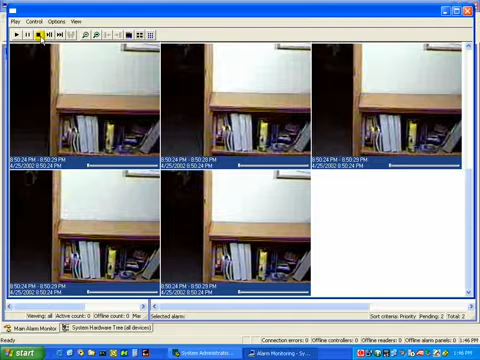 Play Control Options View
8:50:24 PM - 8:50:29 PM
4/25/2002 8:50:24 PM
8:50:24 PM - 8:50:29 PM
4/25/2002 8:50:24 PM
8:50:24 PM - 8:50:29 PM
4/25/2002 8:50:24 PM
8:50:24 PM - 8:50:29 PM
4/25/2002 8:50:24 PM
8:50:24 PM - 8:50:29 PM
4/25/2002 8:50:24 PM
Viewing: all Active count: 0 Offline count: 0 Mar
Selected alarm: Sort criteria: Priority Pending: 2 Total: 2
Main Alarm Monitor System Hardware Tree (all devices)
Ready Connection errors: 0 Offline controllers: 0 Offline readers: 0 Offline alarm panels: 0 1:46 PM
start System Administratio... Alarm Monitoring - Sy... 1:46 PM